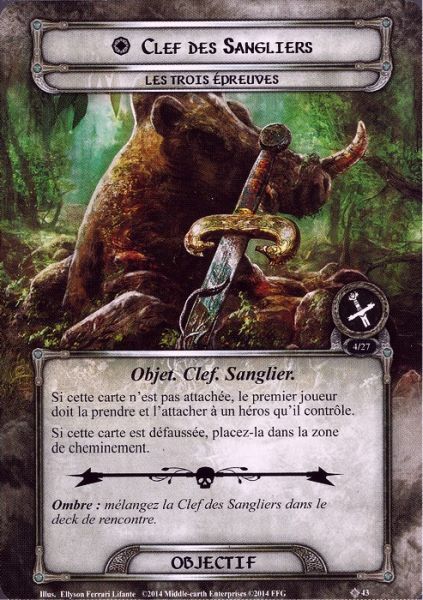 CLEF DES SANGLIERS
LES TROIS ÉPREUVES
4/27
Objet. Clef. Sanglier.
Si cette carte n'est pas attachée, le premier joueur
doit la prendre et l'attacher à un héros qu'il contrôle.
Si cette carte est défaussée, placez-la dans la zone
de cheminement.
Ombre : mélangez la Clef des Sangliers dans le
deck de rencontre.
OBJECTIF
Illus. Ellyson Ferrari Lifante ©2014 Middle-earth Enterprises ©2014 FFG 43